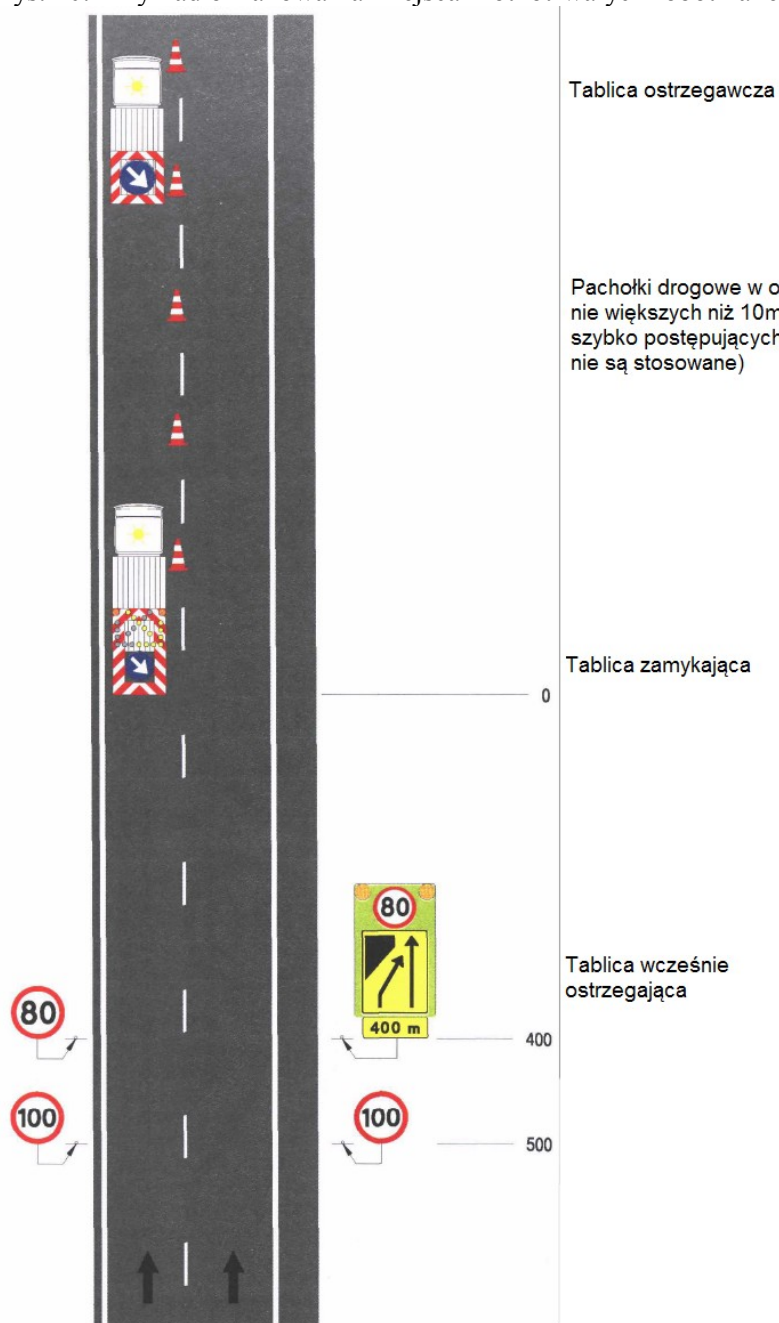 Tablica ostrzegawcza
Pachołki drogowe w o
nie większych niż 10m
szybko postępujących
nie są stosowane)
Tablica zamykająca
0
80
Tablica wcześnie
ostrzegająca
80
400 m
400
100
100
500